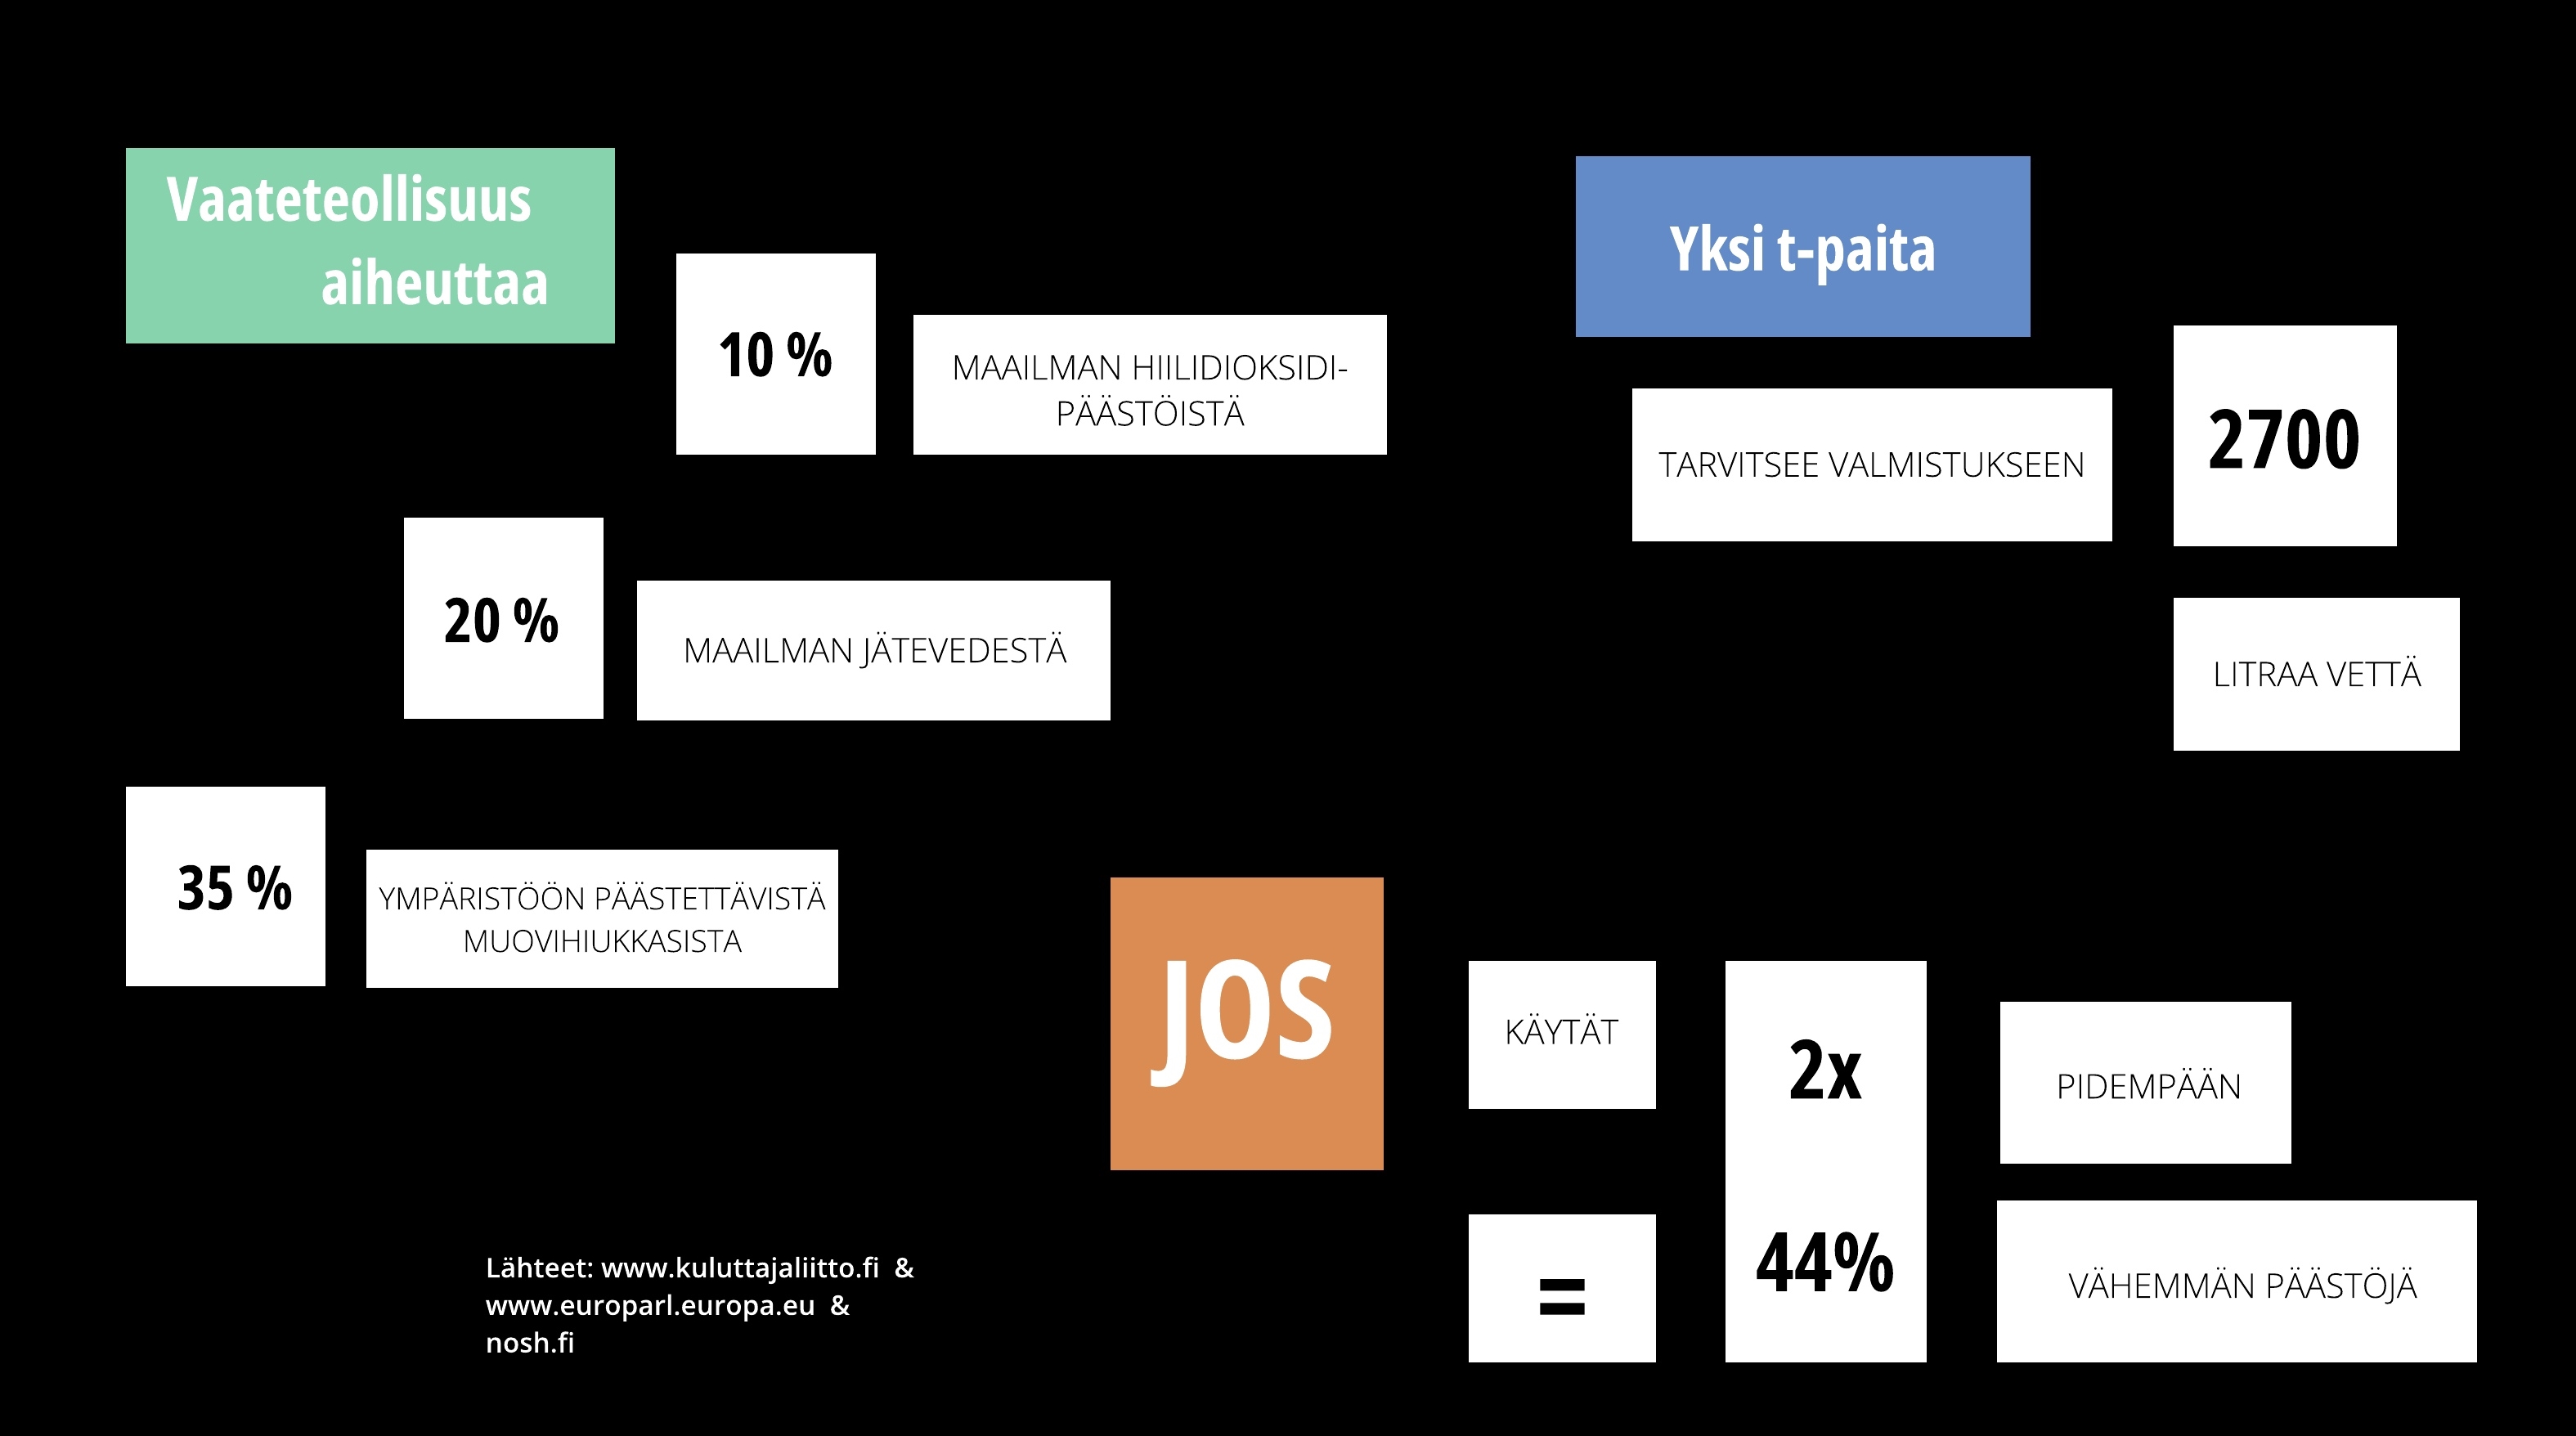 Vaateteollisuus
aiheuttaa
10 %
MAAILMAN HIILIDIOKSIDI-
PÄÄSTÖISTÄ
20 %
MAAILMAN JÄTEVEDESTÄ
35 %
YMPÄRISTÖÖN PÄÄSTETTÄVISTÄ
MUOVIHIUKKASISTA
Yksi t-paita
TARVITSEE VALMISTUKSEEN
2700
LITRAA VETTÄ
JOS
KÄYTÄT
2x
PIDEMPÄÄN
=
44%
VÄHEMMÄN PÄÄSTÖJÄ
Lähteet: www.kuluttajaliitto.fi &
www.europarl.europa.eu &
nosh.fi